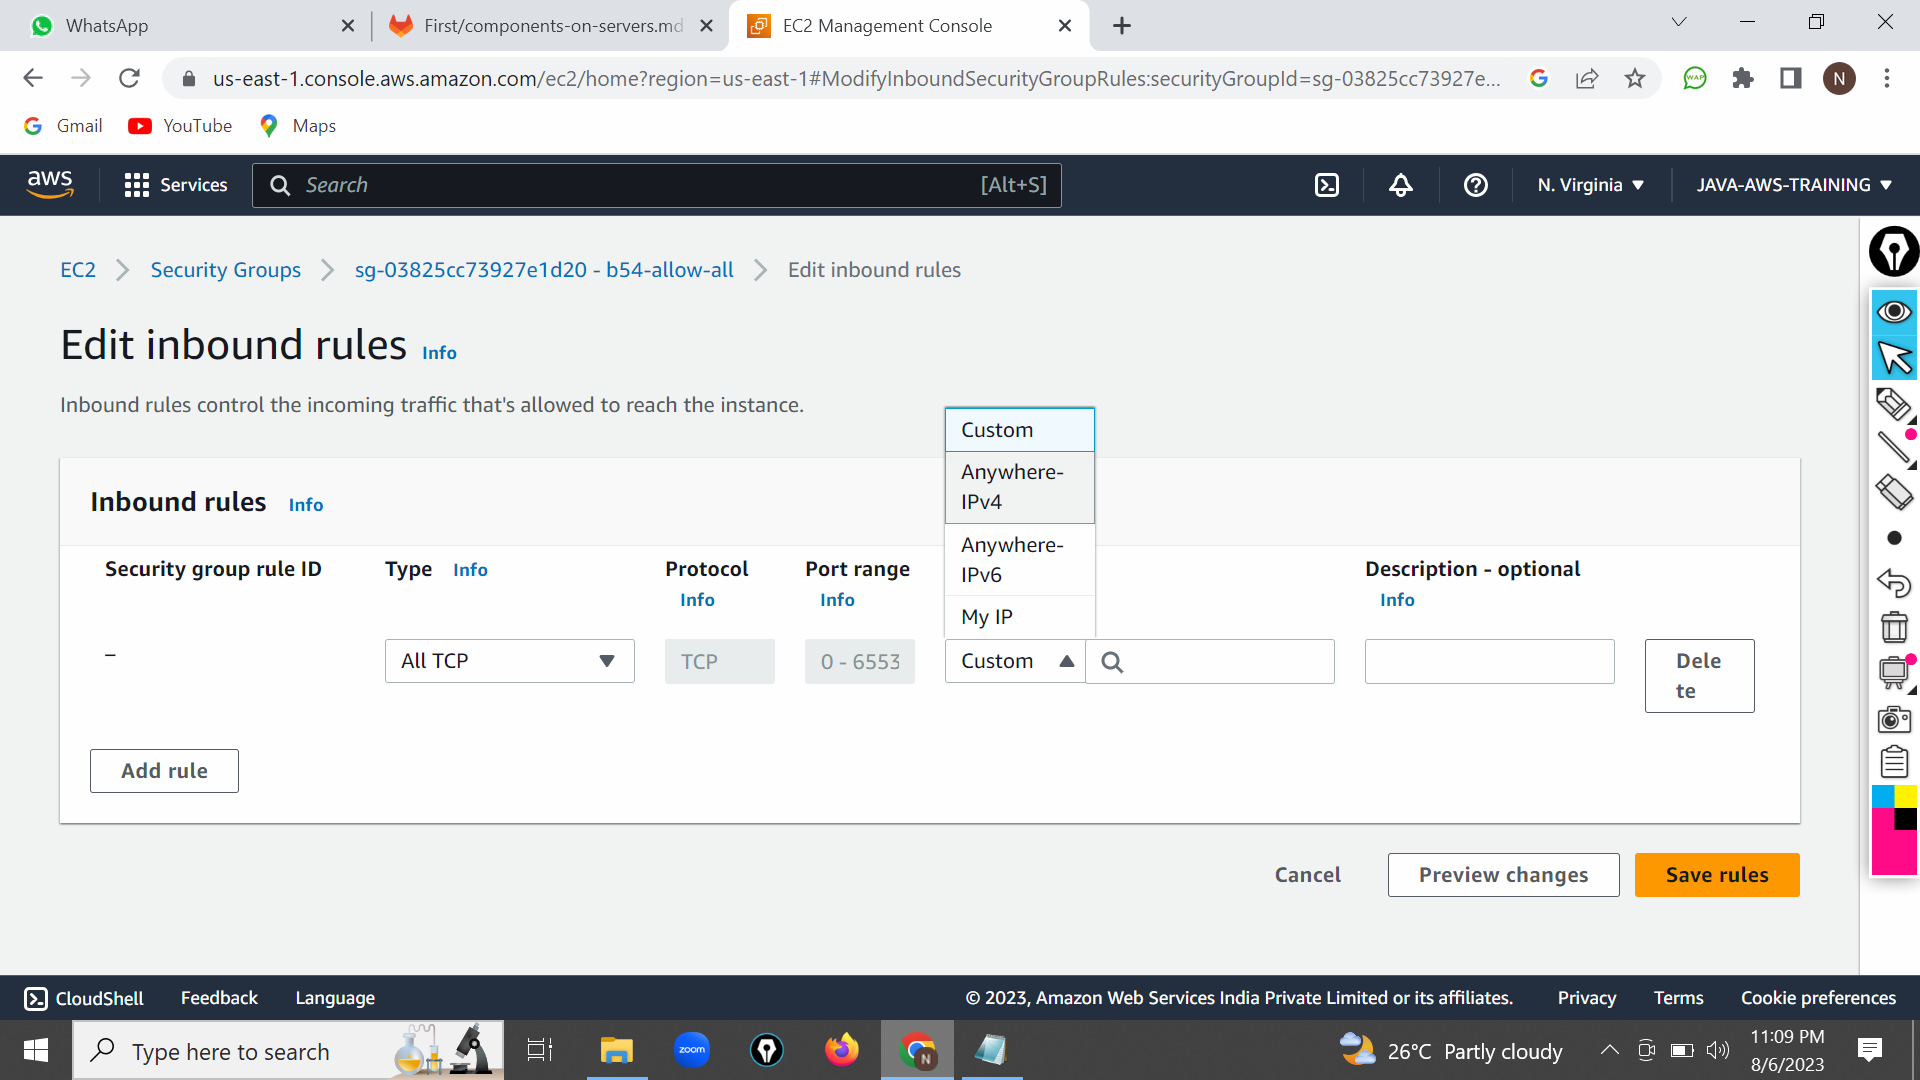 WhatsApp
First/components-on-servers.md
EC2 Management Console
us-east-1.console.aws.amazon.com/ec2/home?region=us-east-1#ModifyInboundSecurityGroupRules:securityGroupId=sg-03825cc73927e...
WAP
N
Gmail
YouTube
Maps
aws
Services
Search
[Alt+S]
N. Virginia
JAVA-AWS-TRAINING
EC2
Security Groups
sg-03825cc73927e1d20 - b54-allow-all
Edit inbound rules
Edit inbound rules Info
Inbound rules control the incoming traffic that's allowed to reach the instance.
Inbound rules Info
Custom
Anywhere-
IPv4
Anywhere-
IPv6
My IP
Security group rule ID
Type Info
Protocol
Info
Port range
Info
Description - optional
Info
–
All TCP
TCP
0 - 6553
Custom
Dele
te
Add rule
Cancel
Preview changes
Save rules
CloudShell
Feedback
Language
© 2023, Amazon Web Services India Private Limited or its affiliates.
Privacy
Terms
Cookie preferences
Type here to search
zoom
N
26°C Partly cloudy
11:09 PM
8/6/2023